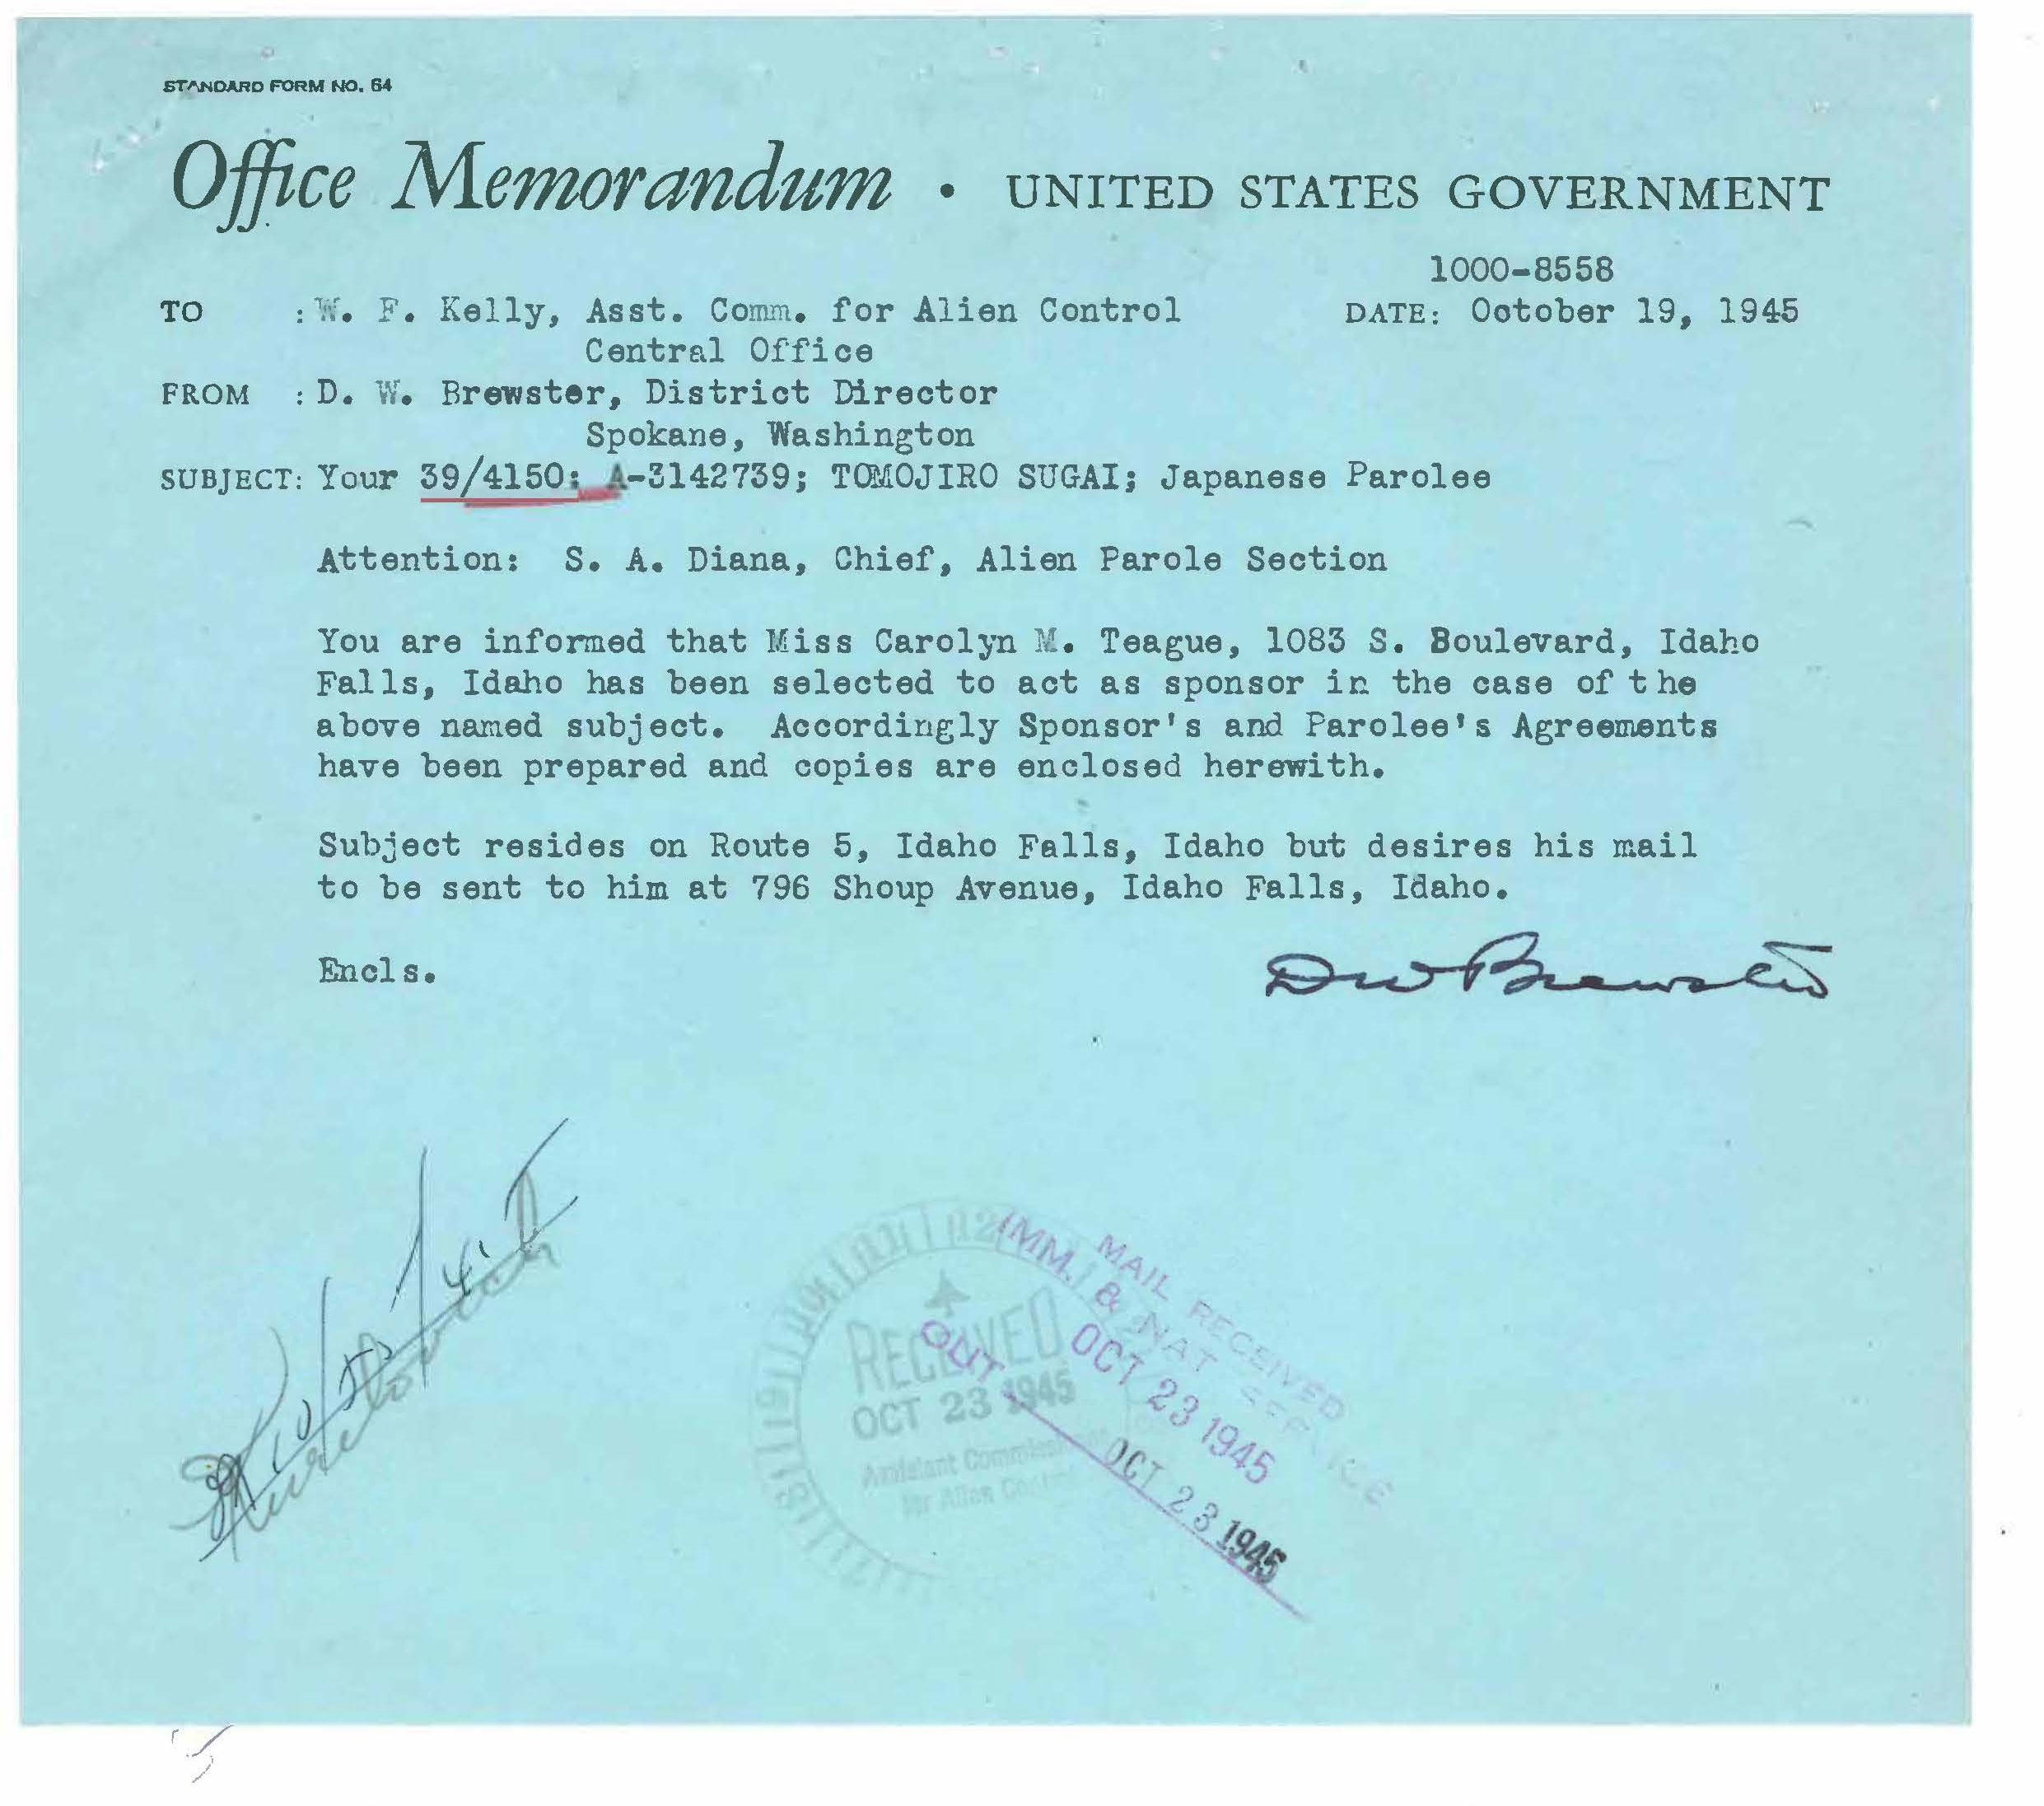 STANDARD FORM NO. 64
Office Memorandum • UNITED STATES GOVERNMENT
1000-8558
TO : W. F. Kelly, Asst. Comm. for Alien Control DATE: October 19, 1945
Central Office
FROM : D. W. Brewster, District Director
Spokane, Washington
SUBJECT: Your 39/4150; A-3142739; TOMOJIRO SUGAI; Japanese Parolee
Attention: S. A. Diana, Chief, Alien Parole Section
You are informed that Miss Carolyn M. Teague, 1083 S. Boulevard, Idaho
Falls, Idaho has been selected to act as sponsor in the case of the
above named subject. Accordingly Sponsor's and Parolee's Agreements
have been prepared and copies are enclosed herewith.
Subject resides on Route 5, Idaho Falls, Idaho but desires his mail
to be sent to him at 796 Shoup Avenue, Idaho Falls, Idaho.
Encls.
DW Brewster
MAIL RECEIVED
IMM. & NAT SERVICE
OCT 23 1945
OUT OCT 23 1945
RECEIVED
OCT 23 1945
Assistant Commissioner
for Alien Control